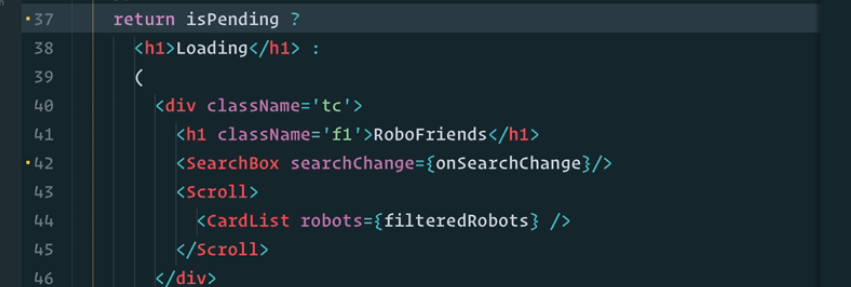 37 return isPending ?
38 <h1>Loading</h1> :
39 (
40 <div className='tc'>
41 <h1 className='f1'>RoboFriends</h1>
42 <SearchBox searchChange={onSearchChange}/>
43 <Scroll>
44 <CardList robots={filteredRobots} />
45 </Scroll>
46 </div>